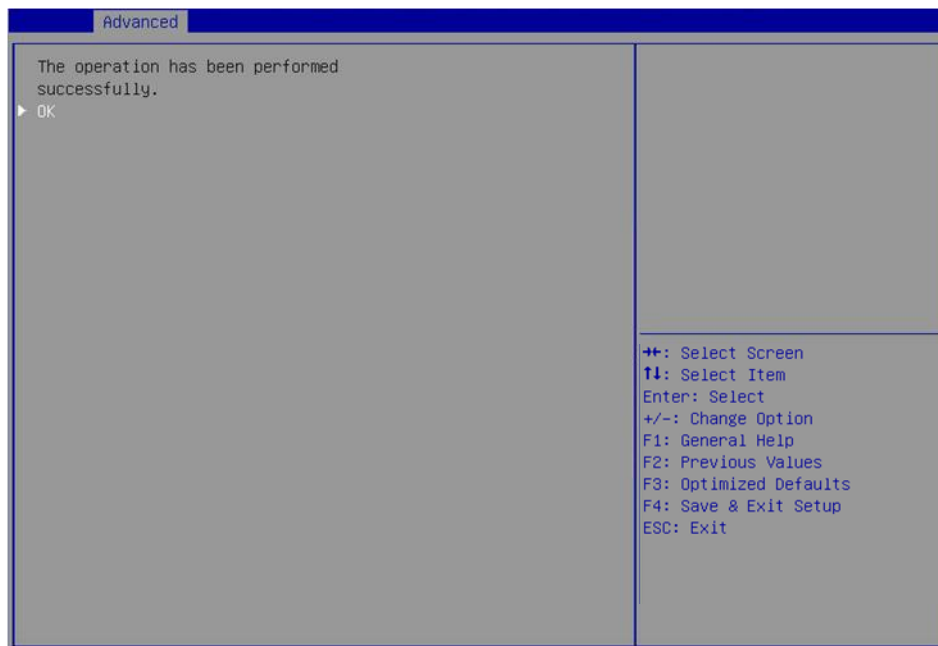 Advanced
The operation has been performed
successfully.
OK
→←: Select Screen
↑↓: Select Item
Enter: Select
+/-: Change Option
F1: General Help
F2: Previous Values
F3: Optimized Defaults
F4: Save & Exit Setup
ESC: Exit